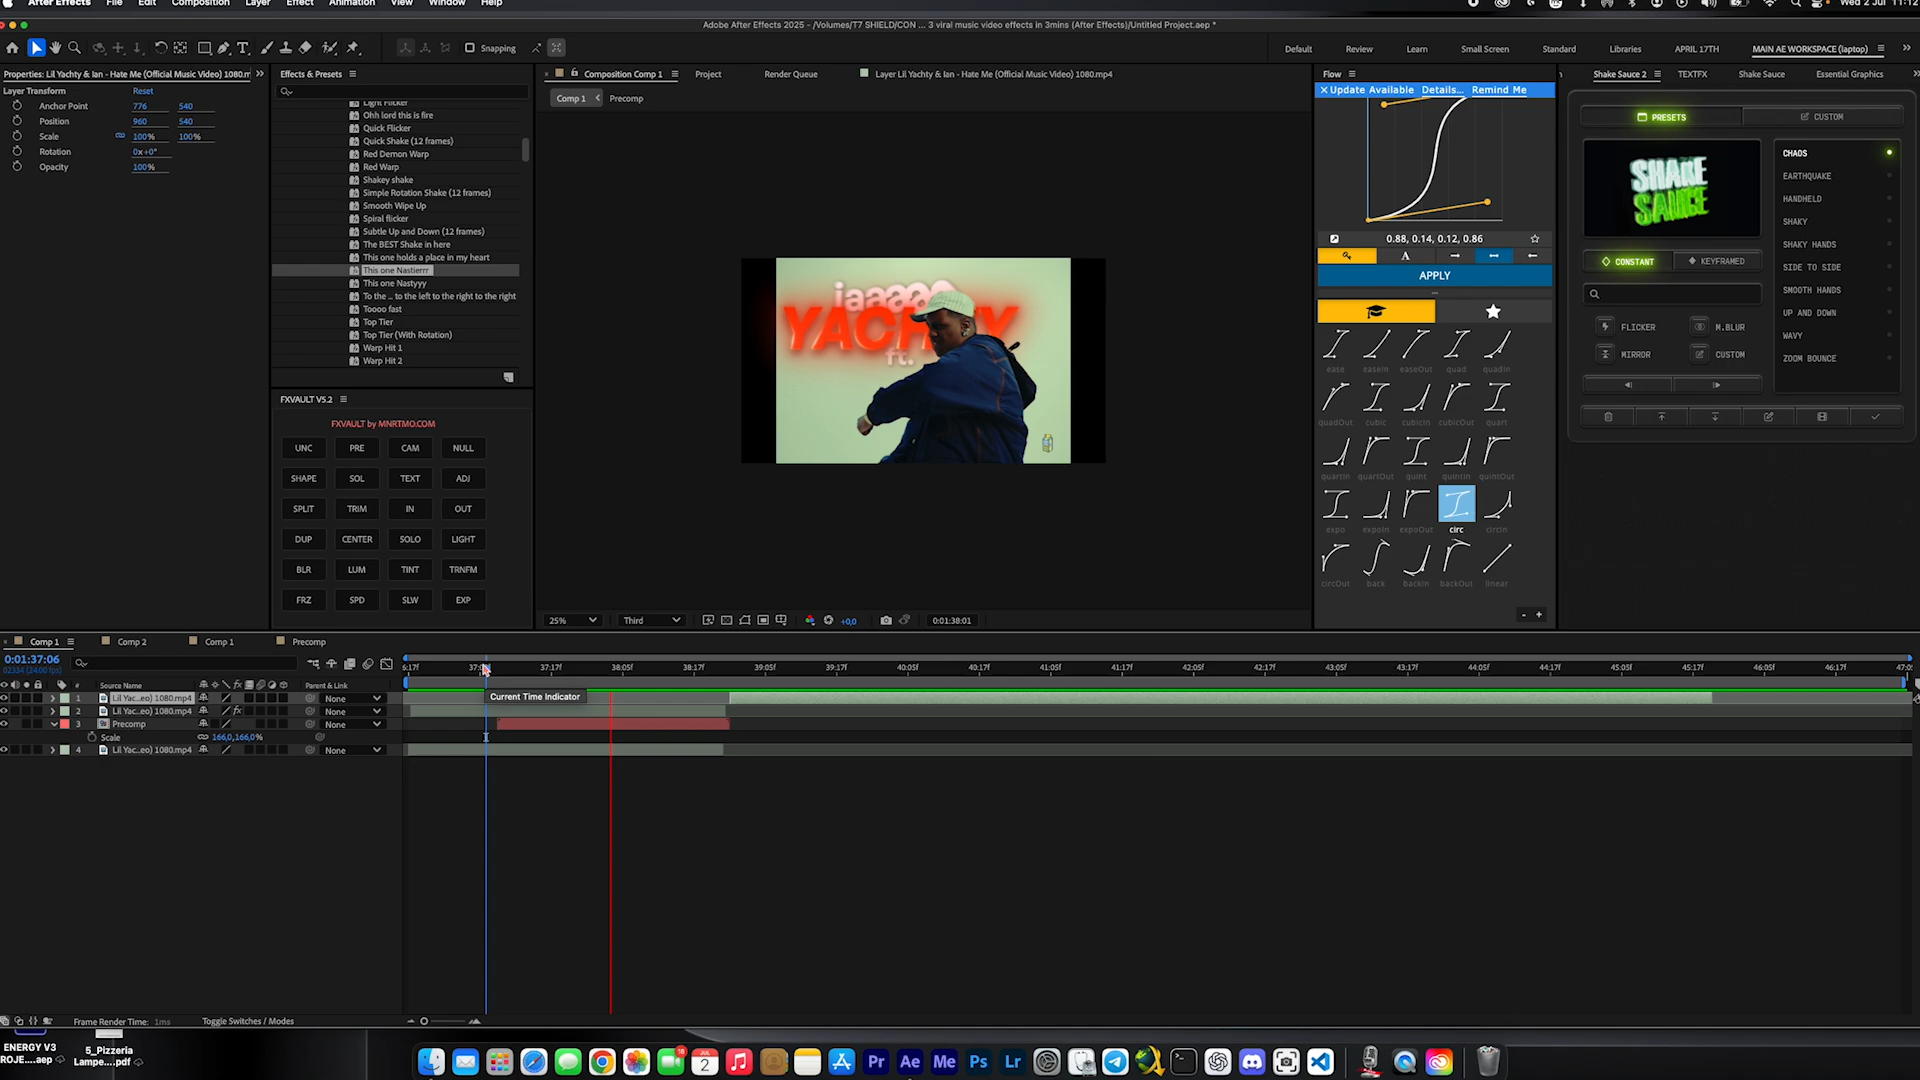 After Effects File Edit Composition Layer Effect Animation View Window Help
Wed 2 Jul 11:12
Adobe After Effects 2025 - /Volumes/T7 SHIELD/CON ... 3 viral music video effects in 3mins (After Effects)/Untitled Project.aep *
Snapping
Default Review Learn Small Screen Standard Libraries APRIL 17TH MAIN AE WORKSPACE (laptop)
Properties: Lil Yachty & Ian - Hate Me (Official Music Video) 1080.m
Layer Transform Reset
Anchor Point 776 540
Position 960 540
Scale 100% 100%
Rotation 0x+0°
Opacity 100%
Effects & Presets
Light Flicker
Ohh lord this is fire
Quick Flicker
Quick Shake (12 frames)
Red Demon Warp
Red Warp
Shakey shake
Simple Rotation Shake (12 frames)
Smooth Wipe Up
Spiral flicker
Subtle Up and Down (12 frames)
The BEST Shake in here
This one holds a place in my heart
This one Nastierrr
This one Nastyyy
To the ... to the left to the right to the right
Toooo fast
Top Tier
Top Tier (With Rotation)
Warp Hit 1
Warp Hit 2
FXVAULT V5.2
FXVAULT by MNRTMO.COM
UNC PRE CAM NULL
SHAPE SOL TEXT ADJ
SPLIT TRIM IN OUT
DUP CENTER SOLO LIGHT
BLR LUM TINT TRNFM
FRZ SPD SLW EXP
Composition Comp 1 Project Render Queue Layer Lil Yachty & Ian - Hate Me (Official Music Video) 1080.mp4
Comp 1 Precomp
ft.
25% Third +0,0 0:01:38:01
Flow
Update Available Details... Remind Me
0.88, 0.14, 0.12, 0.86
A
APPLY
ease easeIn easeOut quad quadIn
quadOut cubic cubicIn cubicOut quart
quartIn quartOut quint quintIn quintOut
expo expoIn expoOut circ circIn
circOut back backIn backOut linear
- +
Shake Sauce 2 TEXTFX Shake Sauce Essential Graphics
PRESETS CUSTOM
SHAKE
SAUCE
CHAOS
EARTHQUAKE
HANDHELD
SHAKY
SHAKY HANDS
SIDE TO SIDE
SMOOTH HANDS
UP AND DOWN
WAVY
ZOOM BOUNCE
CONSTANT KEYFRAMED
FLICKER M.BLUR
MIRROR CUSTOM
Comp 1 Comp 2 Comp 1 Precomp
0:01:37:06
02334 (24.00 fps)
6:17f 37:17f 38:05f 38:17f 39:05f 39:17f 40:05f 40:17f 41:05f 41:17f 42:05f 42:17f 43:05f 43:17f 44:05f 44:17f 45:05f 45:17f 46:05f 46:17f
# Source Name Parent & Link
1 Lil Yac...eo) 1080.mp4 None
Current Time Indicator
2 Lil Yac...eo) 1080.mp4 fx None
3 Precomp None
Scale 166,0,166,0%
4 Lil Yac...eo) 1080.mp4 None
Frame Render Time: 1ms Toggle Switches / Modes
ENERGY V3
ROJE....aep
5_Pizzeria
Lampe....pdf
JUL
2
Pr Ae Me Ps Lr